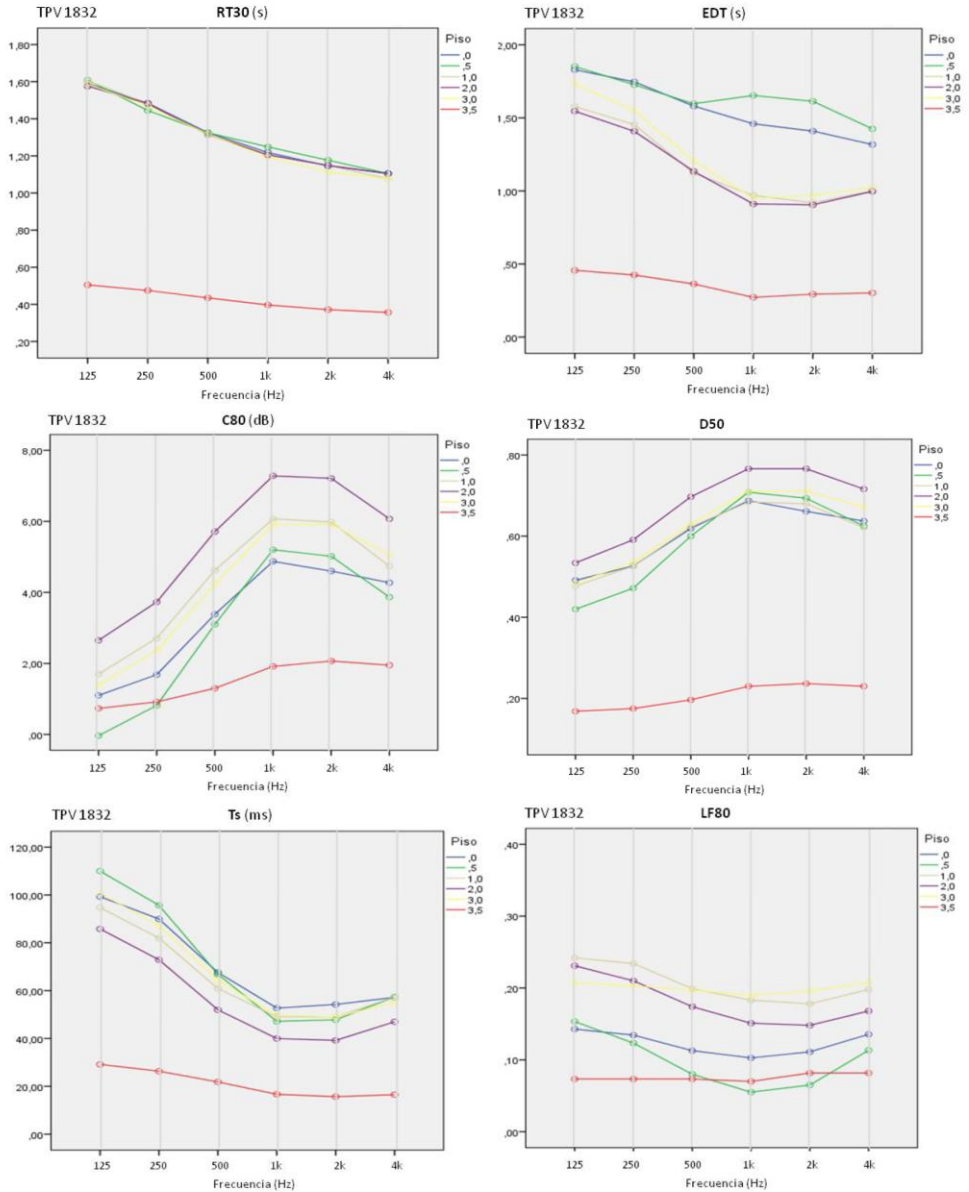 TPV 1832 RT30 (s)
1,80
1,60
1,40
1,20
1,00
,80
,60
,40
,20
125 250 500 1k 2k 4k
Frecuencia (Hz)
Piso
,0
,5
1,0
2,0
3,0
3,5
TPV 1832 EDT (s)
2,00
1,50
1,00
,50
,00
125 250 500 1k 2k 4k
Frecuencia (Hz)
Piso
,0
,5
1,0
2,0
3,0
3,5
TPV 1832 C80 (dB)
8,00
6,00
4,00
2,00
,00
125 250 500 1k 2k 4k
Frecuencia (Hz)
Piso
,0
,5
1,0
2,0
3,0
3,5
TPV 1832 D50
,80
,60
,40
,20
125 250 500 1k 2k 4k
Frecuencia (Hz)
Piso
,0
,5
1,0
2,0
3,0
3,5
TPV 1832 Ts (ms)
120,00
100,00
80,00
60,00
40,00
20,00
,00
125 250 500 1k 2k 4k
Frecuencia (Hz)
Piso
,0
,5
1,0
2,0
3,0
3,5
TPV 1832 LF80
,40
,30
,20
,10
,00
125 250 500 1k 2k 4k
Frecuencia (Hz)
Piso
,0
,5
1,0
2,0
3,0
3,5